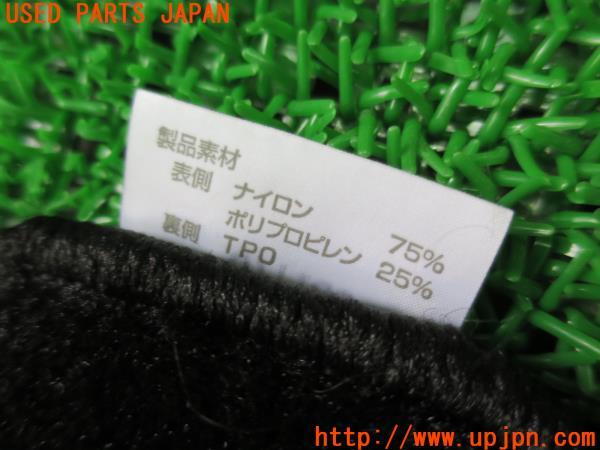 USED PARTS JAPAN
製品素材
表側 ナイロン 75%
ポリプロピレン 25%
裏側 TPO
http://www.upjpn.com